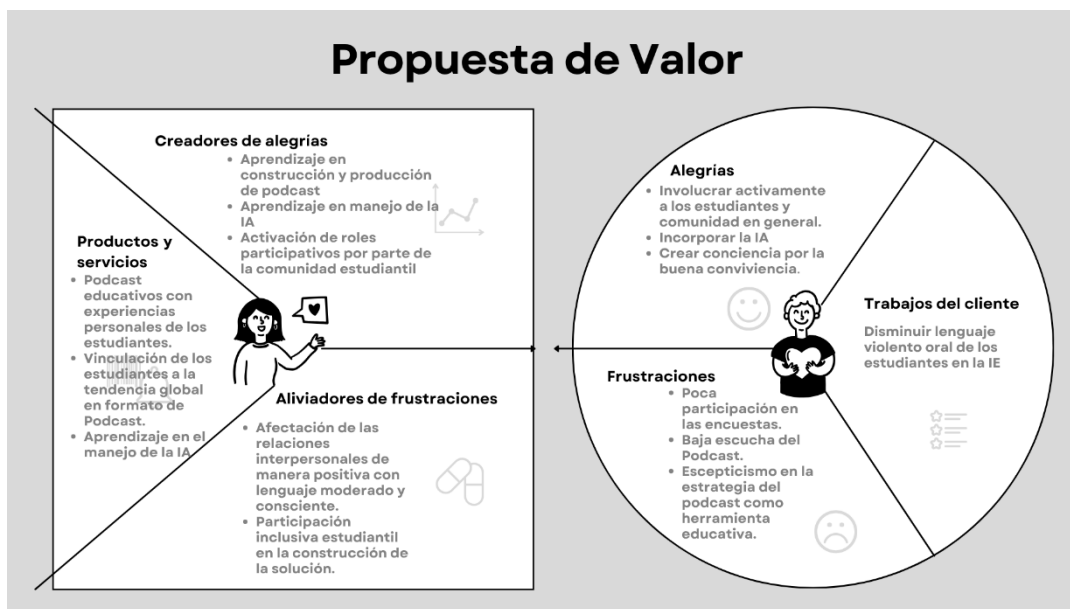 Propuesta de Valor
Creadores de alegrías
• Aprendizaje en
construcción y producción
de podcast
• Aprendizaje en manejo de la
IA
• Activación de roles
participativos por parte de
la comunidad estudiantil
Productos y
servicios
• Podcast
educativos con
experiencias
personales de los
estudiantes.
• Vinculación de los
estudiantes a la
tendencia global
en formato de
Podcast.
• Aprendizaje en el
manejo de la IA
Aliviadores de frustraciones
• Afectación de las
relaciones
interpersonales de
manera positiva con
lenguaje moderado y
consciente.
• Participación
inclusiva estudiantil
en la construcción de
la solución.
Alegrías
• Involucrar activamente
a los estudiantes y
comunidad en general.
• Incorporar la IA
• Crear conciencia por la
buena conviviencia.
Frustraciones
• Poca
participación en
las encuestas.
• Baja escucha del
Podcast.
• Escepticismo en la
estrategia del
podcast como
herramienta
educativa.
Trabajos del cliente
Disminuir lenguaje
violento oral de los
estudiantes en la IE